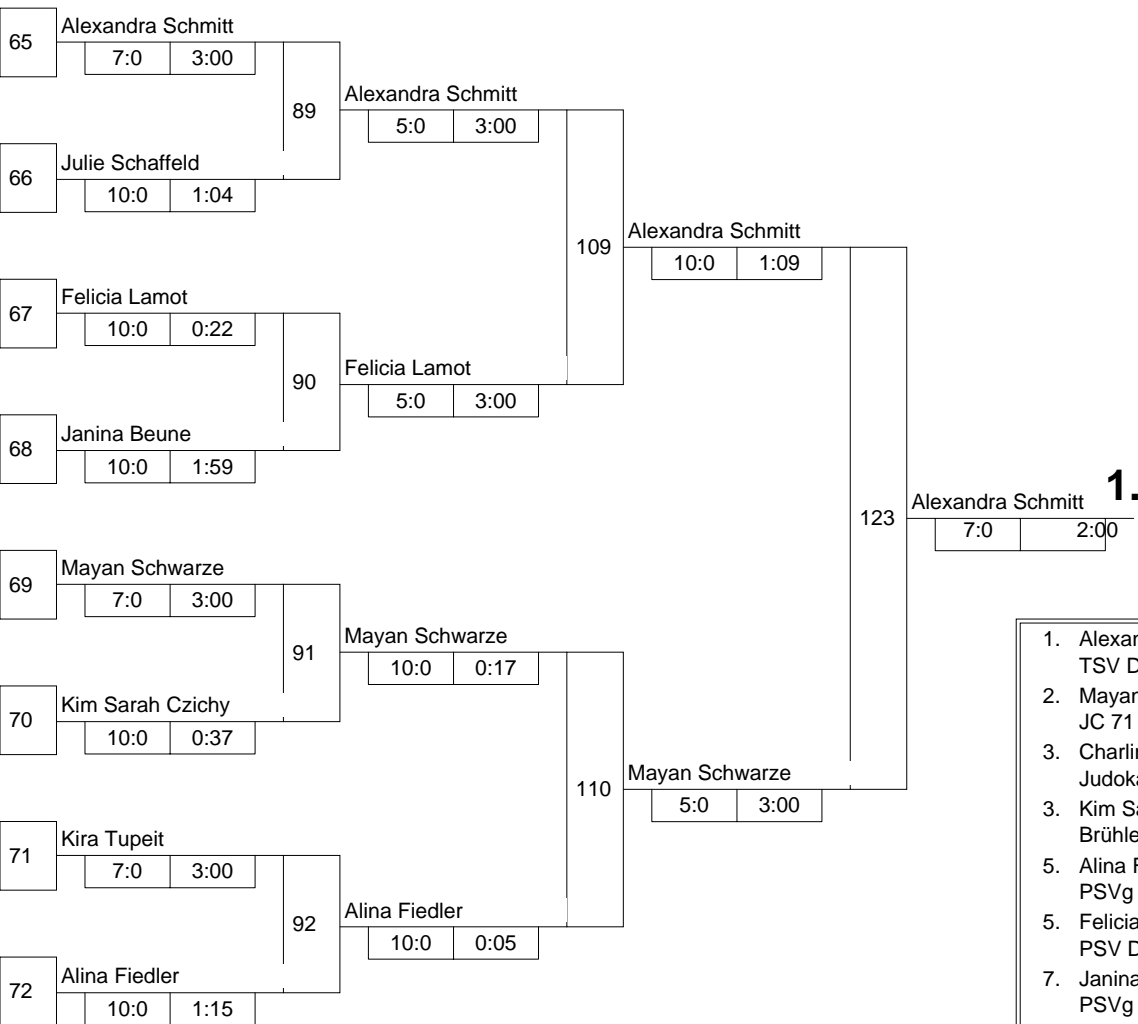 65
Alexandra Schmitt
7:0 3:00
89
Alexandra Schmitt
5:0 3:00
66
Julie Schaffeld
10:0 1:04
109
Alexandra Schmitt
10:0 1:09
67
Felicia Lamot
10:0 0:22
90
Felicia Lamot
5:0 3:00
68
Janina Beune
10:0 1:59
123
Alexandra Schmitt
1.
7:0 2:00
69
Mayan Schwarze
7:0 3:00
91
Mayan Schwarze
10:0 0:17
70
Kim Sarah Czichy
10:0 0:37
110
Mayan Schwarze
5:0 3:00
71
Kira Tupeit
7:0 3:00
92
Alina Fiedler
10:0 0:05
72
Alina Fiedler
10:0 1:15
1.
TSV
2.
JC 71
3.
3. Kim
5. Alina
PSVg
5. Felicia
PSV
7. Janina
PSVg